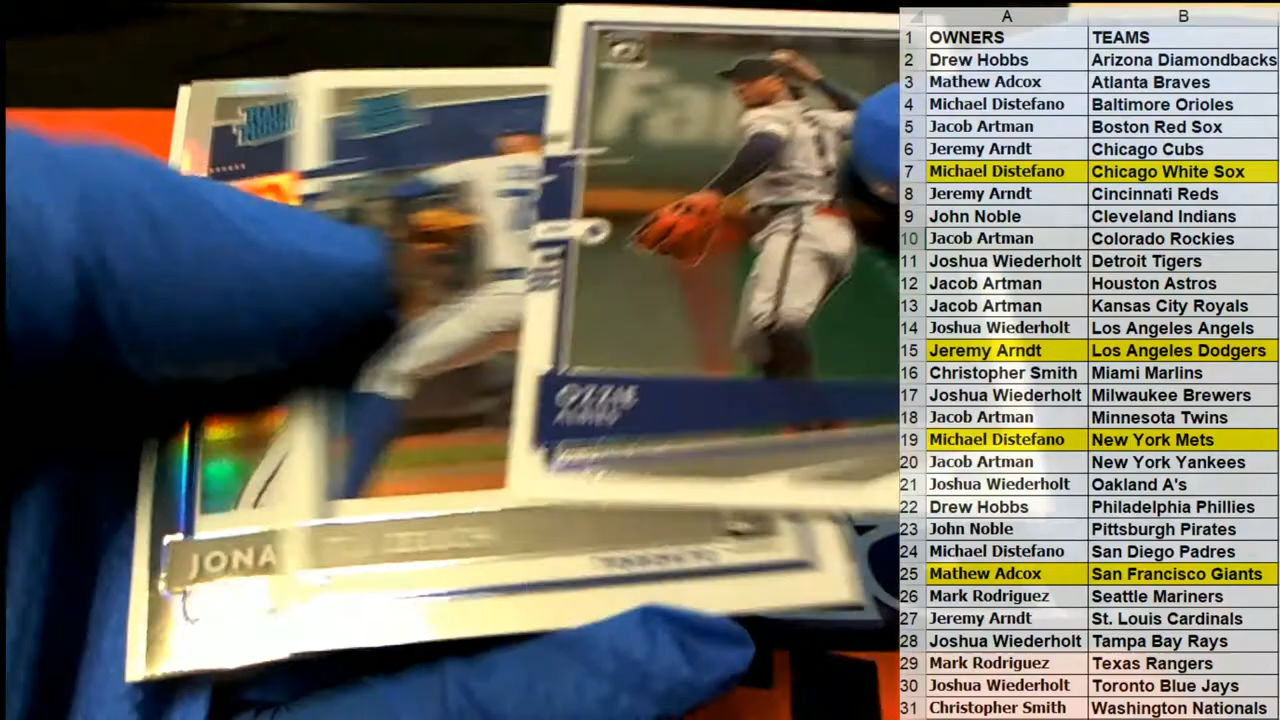 A B
1 OWNERS TEAMS
2 Drew Hobbs Arizona Diamondbacks
3 Mathew Adcox Atlanta Braves
4 Michael Distefano Baltimore Orioles
5 Jacob Artman Boston Red Sox
6 Jeremy Arndt Chicago Cubs
7 Michael Distefano Chicago White Sox
8 Jeremy Arndt Cincinnati Reds
9 John Noble Cleveland Indians
10 Jacob Artman Colorado Rockies
11 Joshua Wiederholt Detroit Tigers
12 Jacob Artman Houston Astros
13 Jacob Artman Kansas City Royals
14 Joshua Wiederholt Los Angeles Angels
15 Jeremy Arndt Los Angeles Dodgers
16 Christopher Smith Miami Marlins
17 Joshua Wiederholt Milwaukee Brewers
18 Jacob Artman Minnesota Twins
19 Michael Distefano New York Mets
20 Jacob Artman New York Yankees
21 Joshua Wiederholt Oakland A's
22 Drew Hobbs Philadelphia Phillies
23 John Noble Pittsburgh Pirates
24 Michael Distefano San Diego Padres
25 Mathew Adcox San Francisco Giants
26 Mark Rodriguez Seattle Mariners
27 Jeremy Arndt St. Louis Cardinals
28 Joshua Wiederholt Tampa Bay Rays
29 Mark Rodriguez Texas Rangers
30 Joshua Wiederholt Toronto Blue Jays
31 Christopher Smith Washington Nationals
Fan
OZZIE
JONA